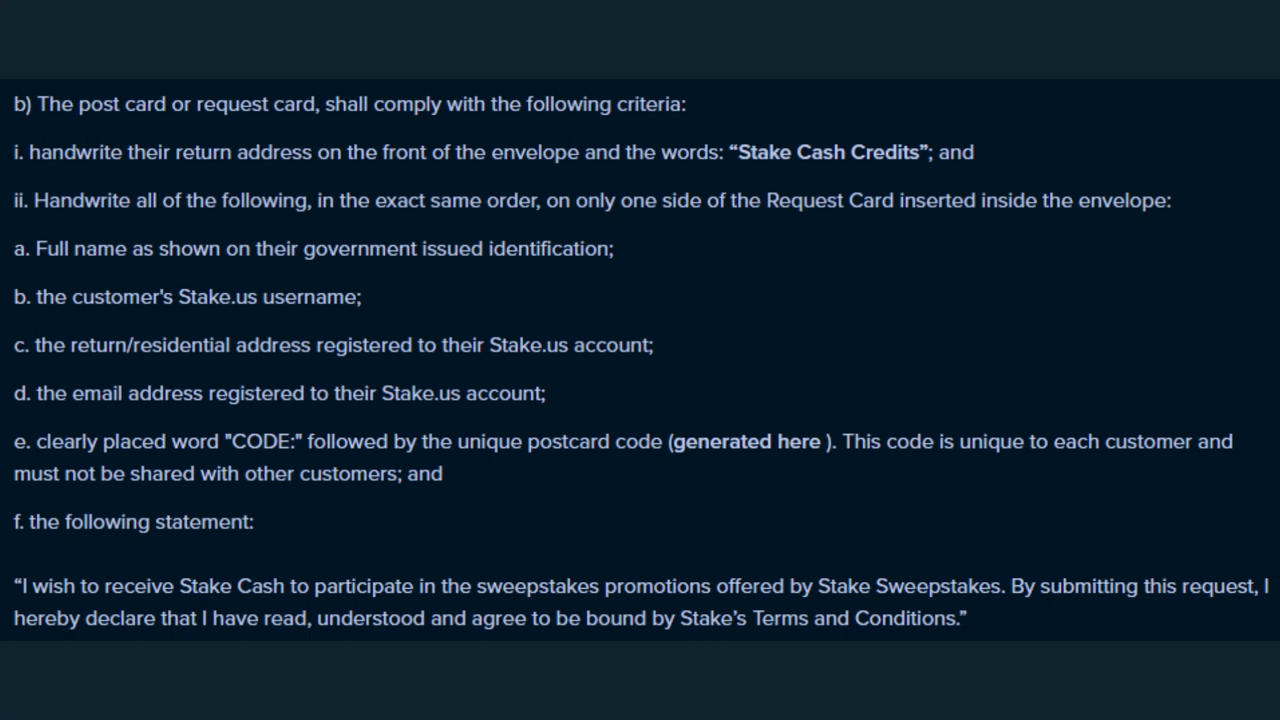 b) The post card or request card, shall comply with the following criteria:
i. handwrite their return address on the front of the envelope and the words: “Stake Cash Credits”; and
ii. Handwrite all of the following, in the exact same order, on only one side of the Request Card inserted inside the envelope:
a. Full name as shown on their government issued identification;
b. the customer's Stake.us username;
c. the return/residential address registered to their Stake.us account;
d. the email address registered to their Stake.us account;
e. clearly placed word "CODE:" followed by the unique postcard code (generated here ). This code is unique to each customer and
must not be shared with other customers; and
f. the following statement:
“I wish to receive Stake Cash to participate in the sweepstakes promotions offered by Stake Sweepstakes. By submitting this request, I
hereby declare that I have read, understood and agree to be bound by Stake’s Terms and Conditions.”